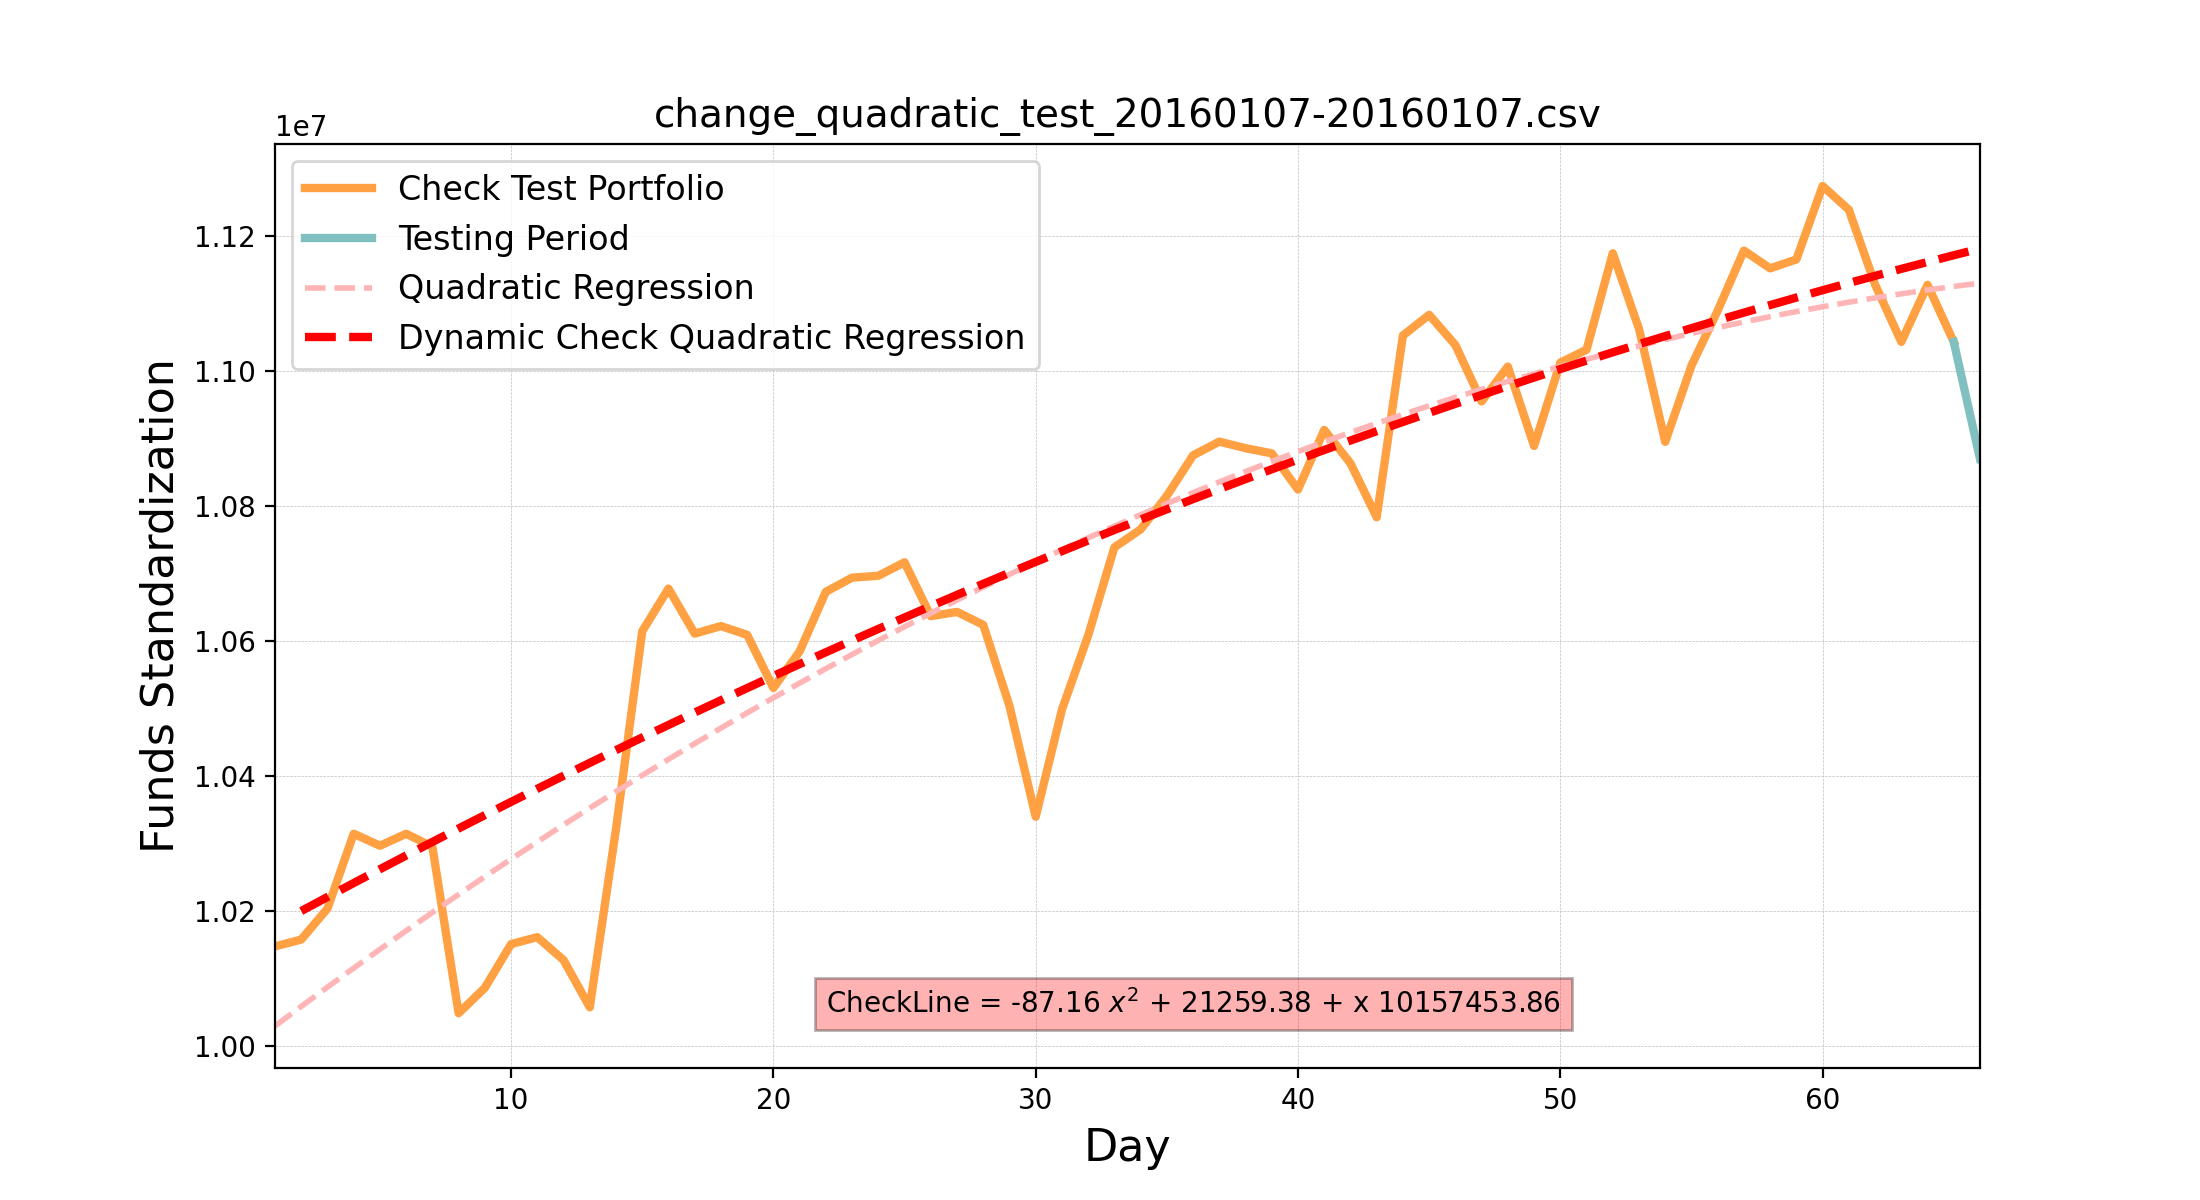 change_quadratic_test_20160107-20160107.csv
1e7
Check Test Portfolio
Testing Period
Quadratic Regression
Dynamic Check Quadratic Regression
1.12
1.10
1.08
1.06
1.04
1.02
1.00
Funds Standardization
CheckLine = -87.16 x² + 21259.38 + x 10157453.86
10 20 30 40 50 60
Day